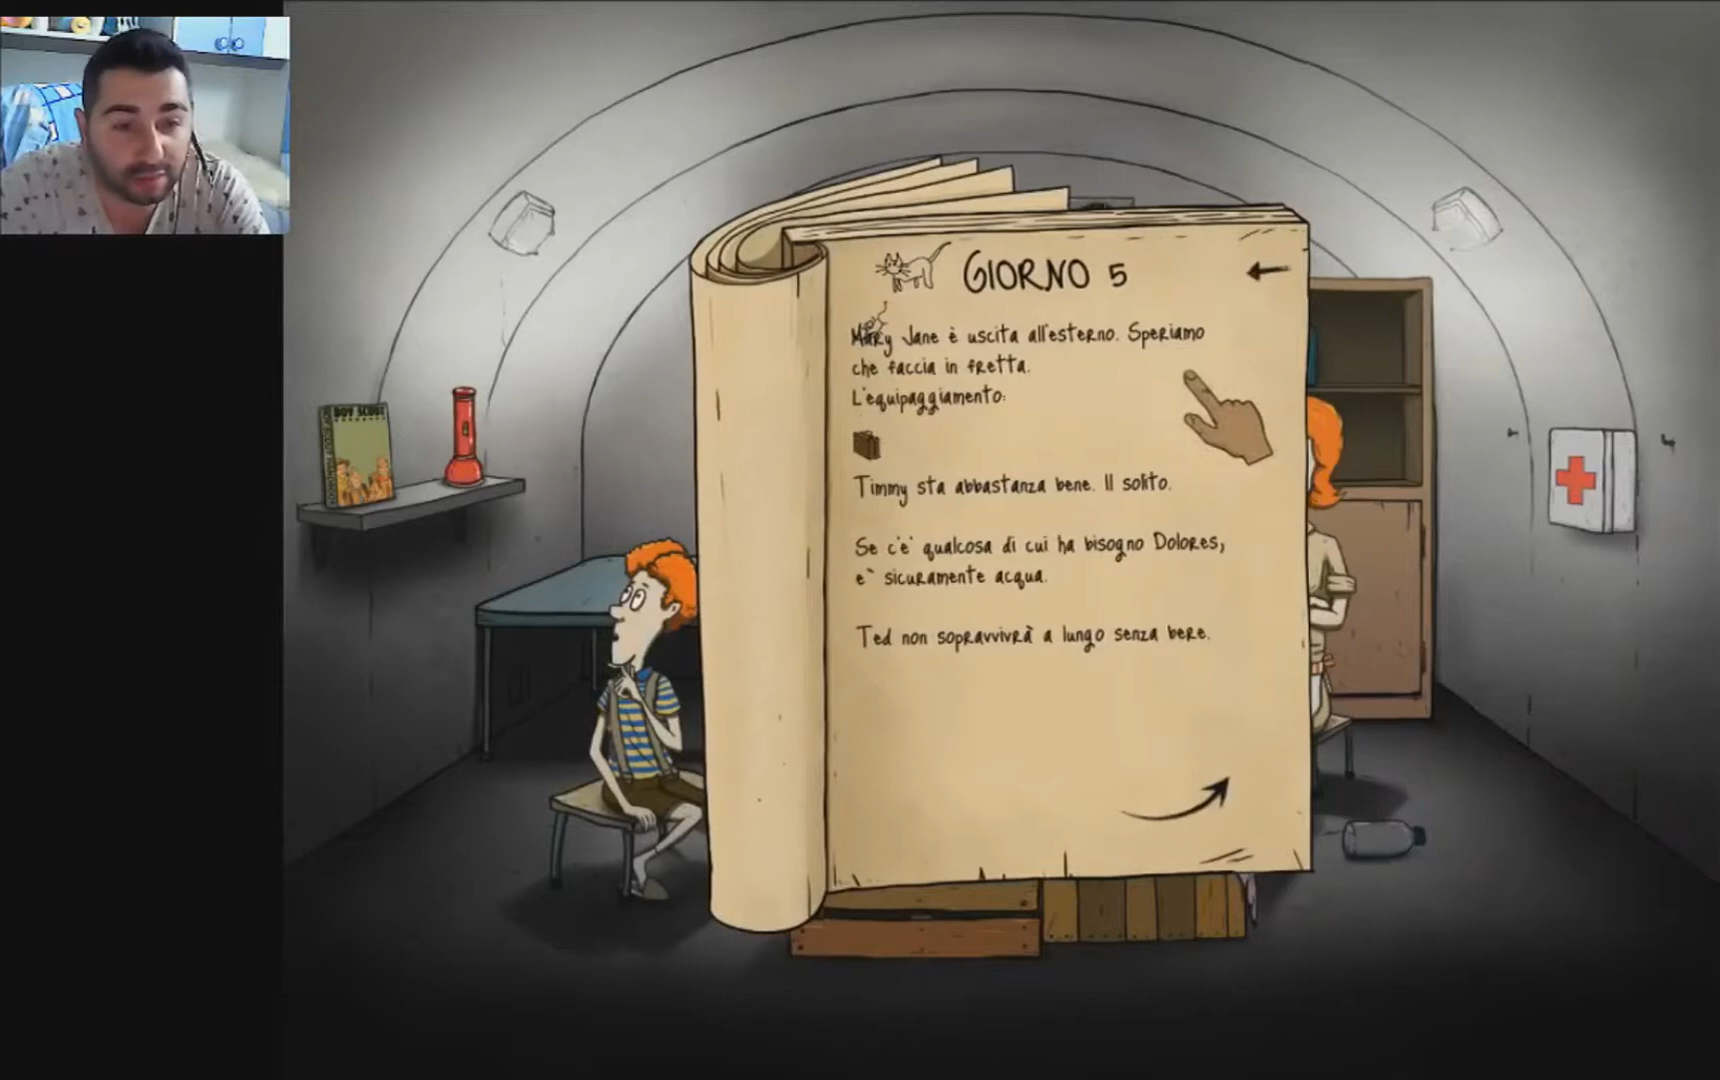 BOY SCOUT
GIORNO 5
Mary Jane è uscita all'esterno. Speriamo
che faccia in fretta.
L'equipaggiamento:
Timmy sta abbastanza bene. Il solito.
Se c'e' qualcosa di cui ha bisogno Dolores,
e` sicuramente acqua.
Ted non sopravvivrà a lungo senza bere.